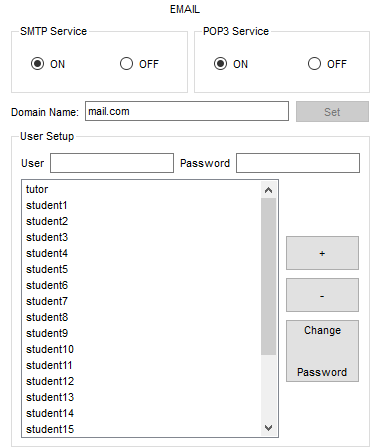 EMAIL
SMTP Service POP3 Service
ON OFF ON OFF
Domain Name: mail.com Set
User Setup
User Password
tutor
student1
student2
student3
student4
student5
student6
student7
student8
student9
student10
student11
student12
student13
student14
student15
+
-
Change
Password